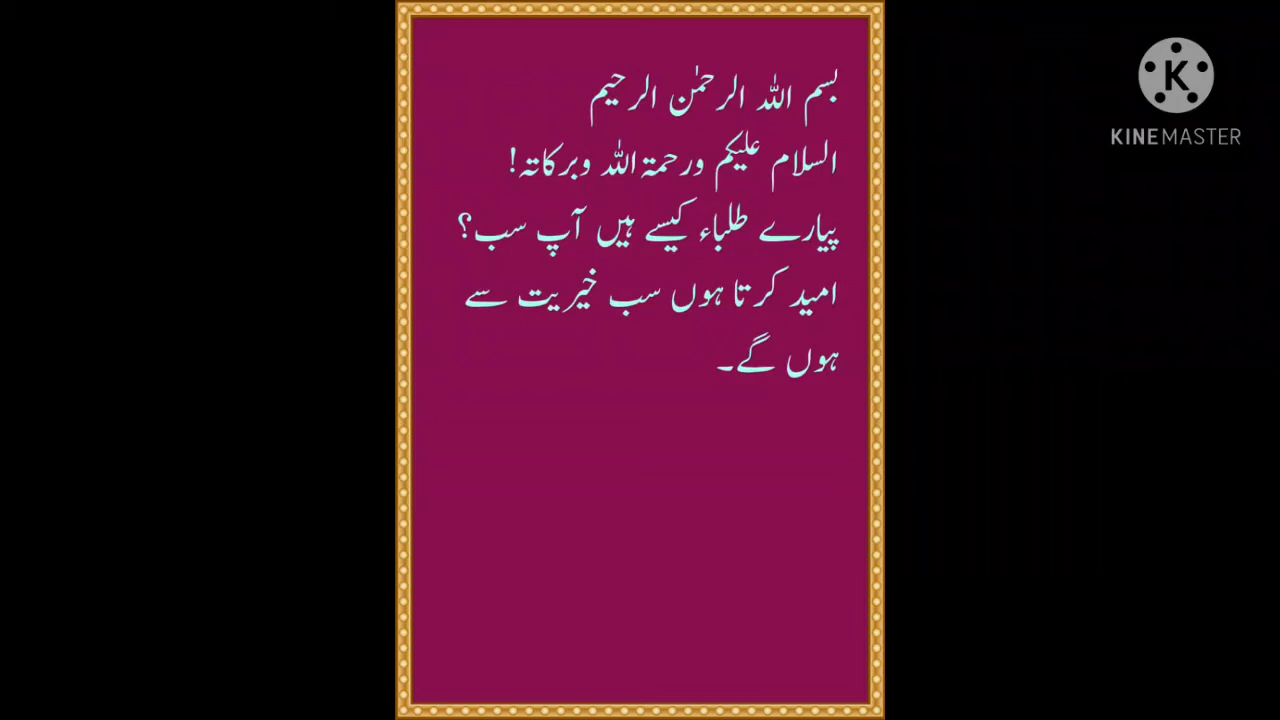 بسم اللہ الرحمٰن الرحیم
السلام علیکم ورحمۃ اللہ وبرکاتہ!
پیارے طلباء کیسے ہیں آپ سب؟
امید کرتا ہوں سب خیریت سے
ہوں گے۔
K
KINEMASTER